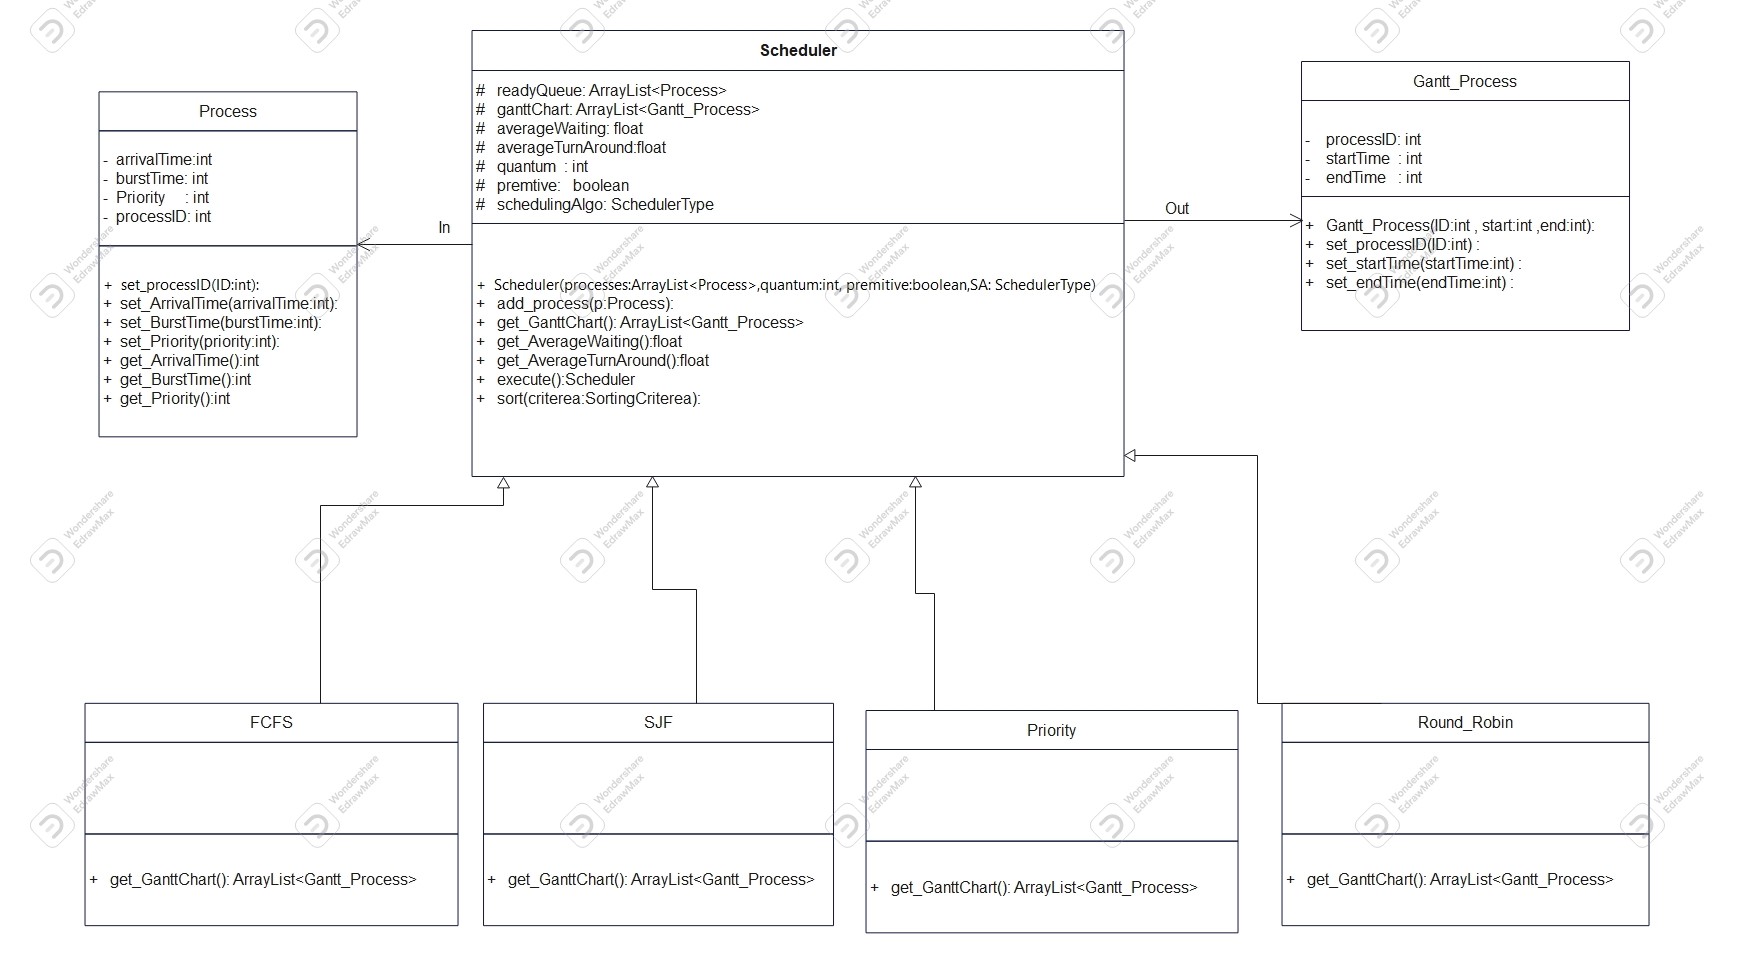 Scheduler
# readyQueue: ArrayList<Process>
# ganttChart: ArrayList<Gantt_Process>
# averageWaiting: float
# averageTurnAround:float
# quantum : int
# premtive: boolean
# schedulingAlgo: SchedulerType
+ Scheduler(processes:ArrayList<Process>,quantum:int, premitive:boolean,SA: SchedulerType)
+ add_process(p:Process):
+ get_GanttChart(): ArrayList<Gantt_Process>
+ get_AverageWaiting():float
+ get_AverageTurnAround():float
+ execute():Scheduler
+ sort(criterea:SortingCriterea):
Process
- arrivalTime:int
- burstTime: int
- Priority : int
- processID: int
+ set_processID(ID:int):
+ set_ArrivalTime(arrivalTime:int):
+ set_BurstTime(burstTime:int):
+ set_Priority(priority:int):
+ get_ArrivalTime():int
+ get_BurstTime():int
+ get_Priority():int
In
Out
Gantt_Process
- processID: int
- startTime : int
- endTime : int
+ Gantt_Process(ID:int , start:int ,end:int):
+ set_processID(ID:int) :
+ set_startTime(startTime:int) :
+ set_endTime(endTime:int) :
FCFS
+ get_GanttChart(): ArrayList<Gantt_Process>
SJF
+ get_GanttChart(): ArrayList<Gantt_Process>
Priority
+ get_GanttChart(): ArrayList<Gantt_Process>
Round_Robin
+ get_GanttChart(): ArrayList<Gantt_Process>
Wondershare
EdrawMax